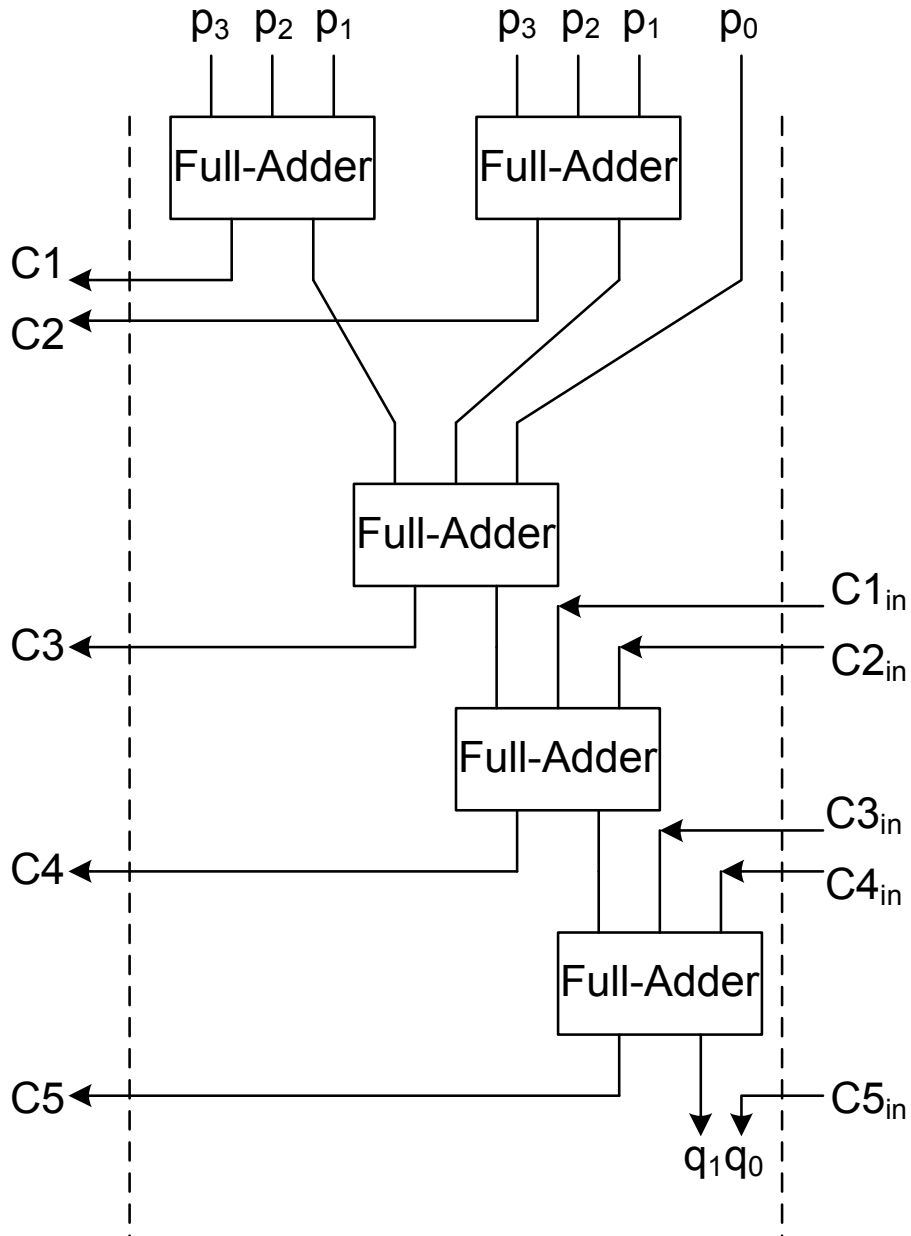 p₃ p₂ p₁ p₃ p₂ p₁ p₀
Full-Adder Full-Adder
C1
C2
Full-Adder
C1ᵢₙ
C3
C2ᵢₙ
Full-Adder
C3ᵢₙ
C4
C4ᵢₙ
Full-Adder
C5
C5ᵢₙ
q₁q₀